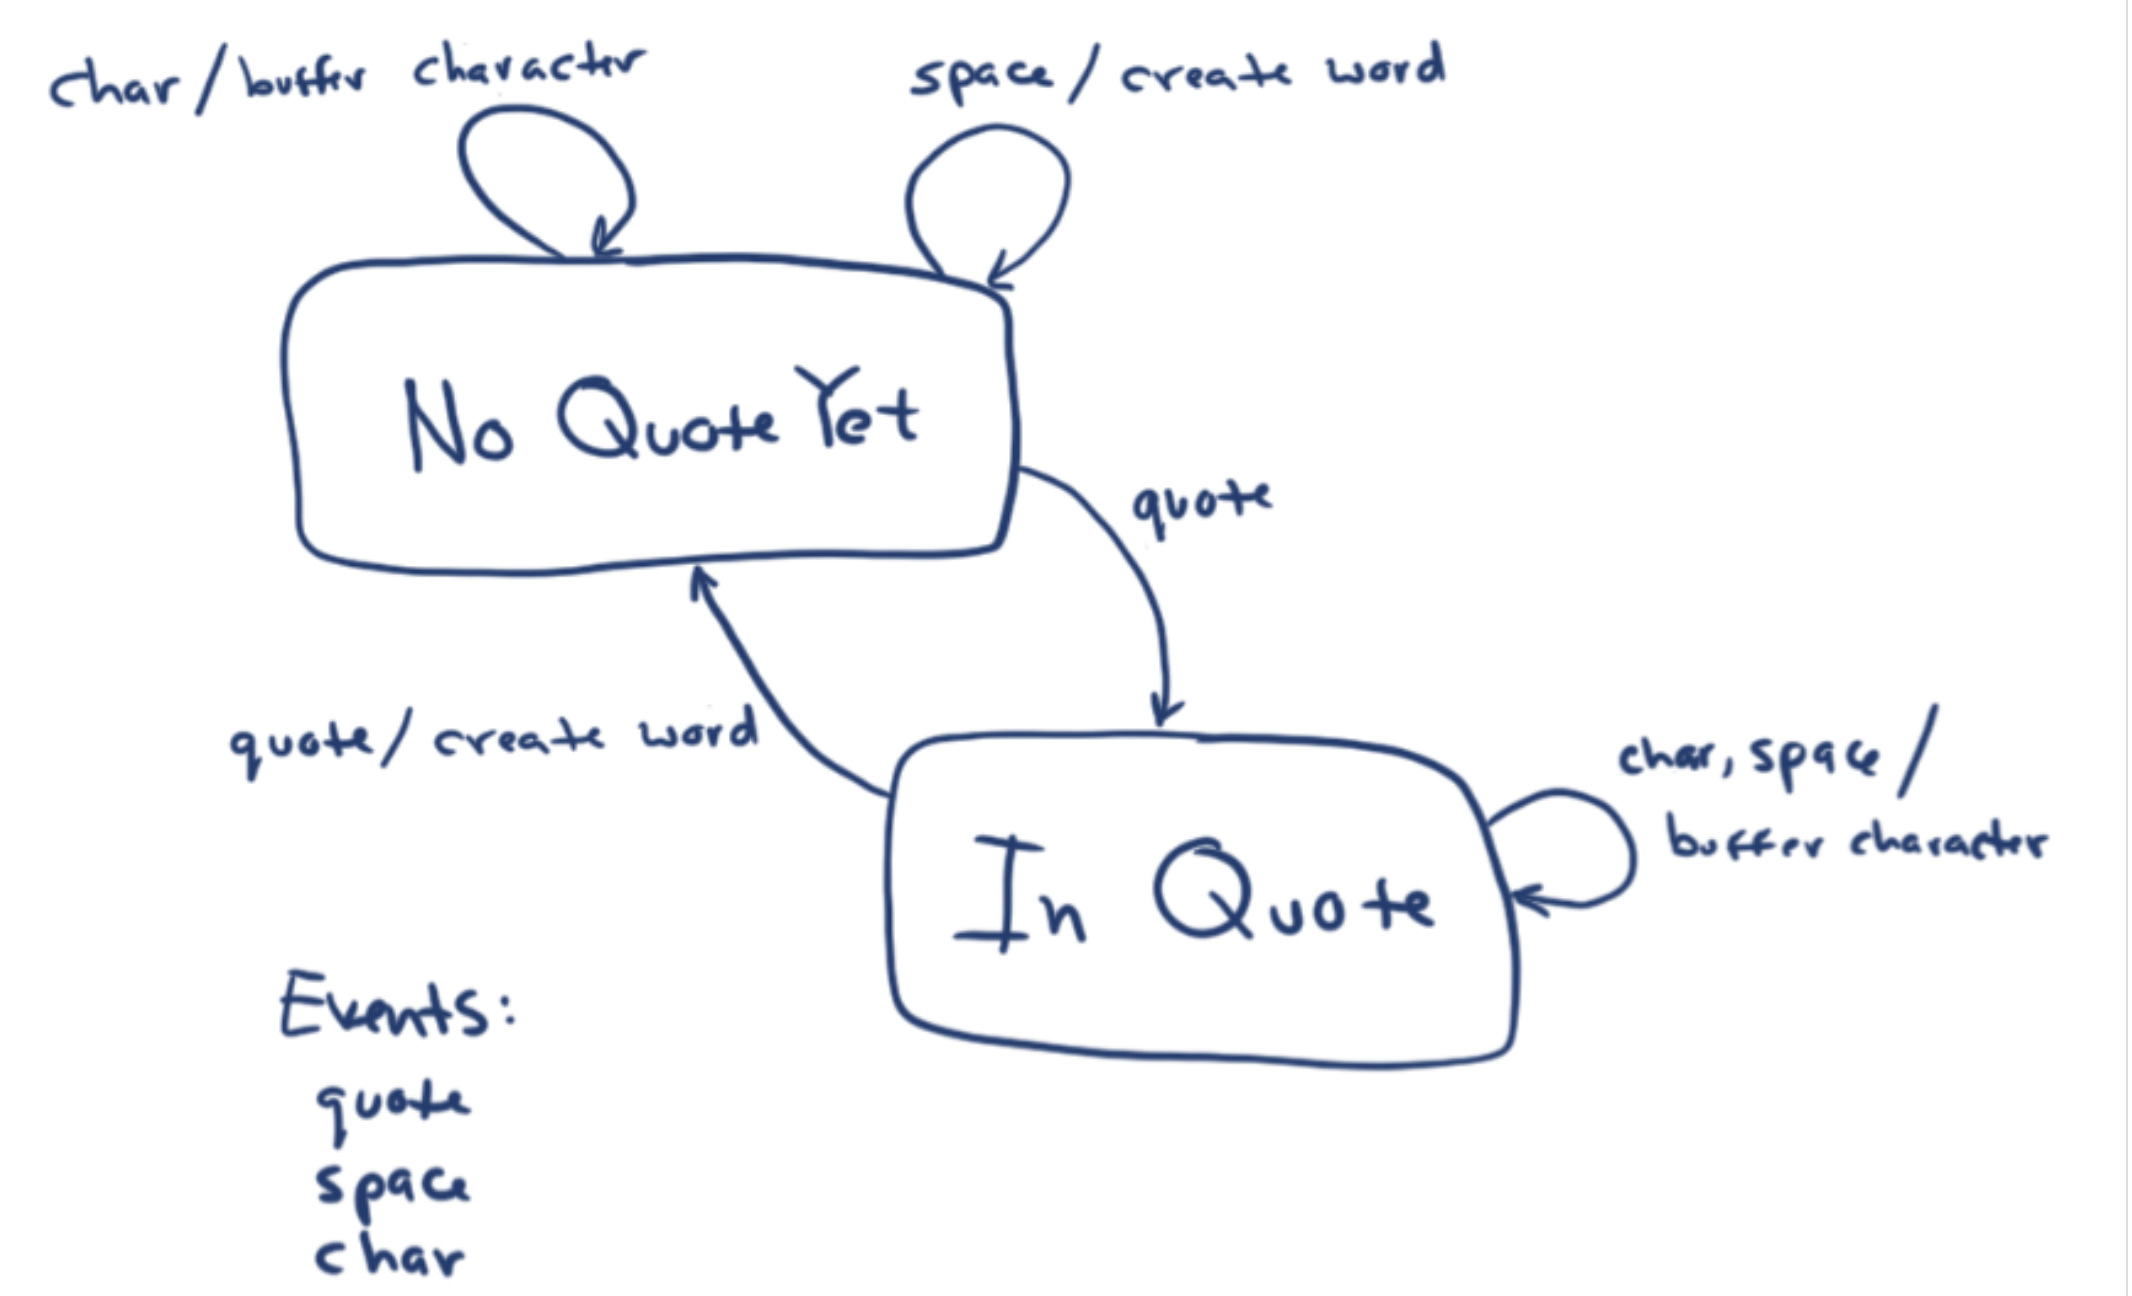 char/buffer character
space/create word
No Quote Yet
quote
quote/create word
char, space/
buffer character
In Quote
Events:
quote
space
char